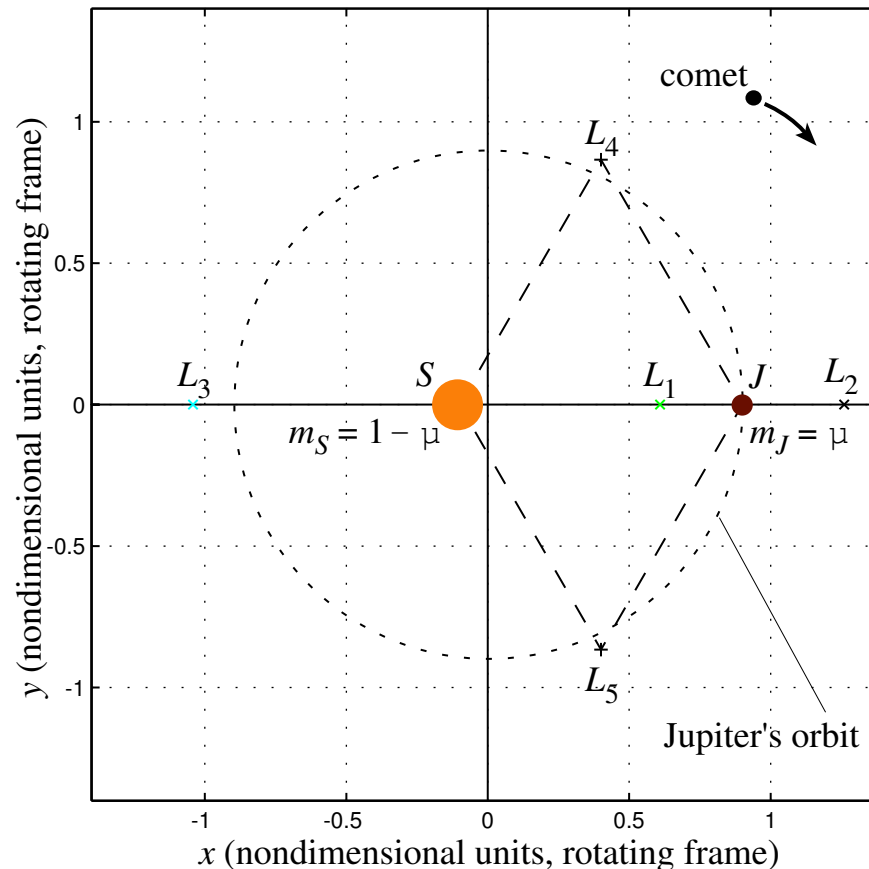 comet
1
L4
0.5
L3
S
L1
J
L2
0
mS = 1 − μ
mJ = μ
-0.5
L5
-1
Jupiter's orbit
-1
-0.5
0
0.5
1
x (nondimensional units, rotating frame)
y (nondimensional units, rotating frame)